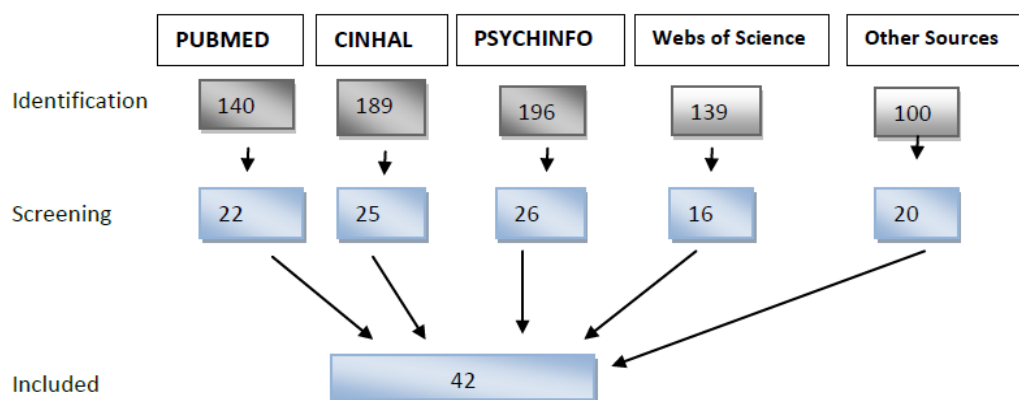 PUBMED CINHAL PSYCHINFO Webs of Science Other Sources
Identification 140 189 196 139 100
Screening 22 25 26 16 20
Included 42